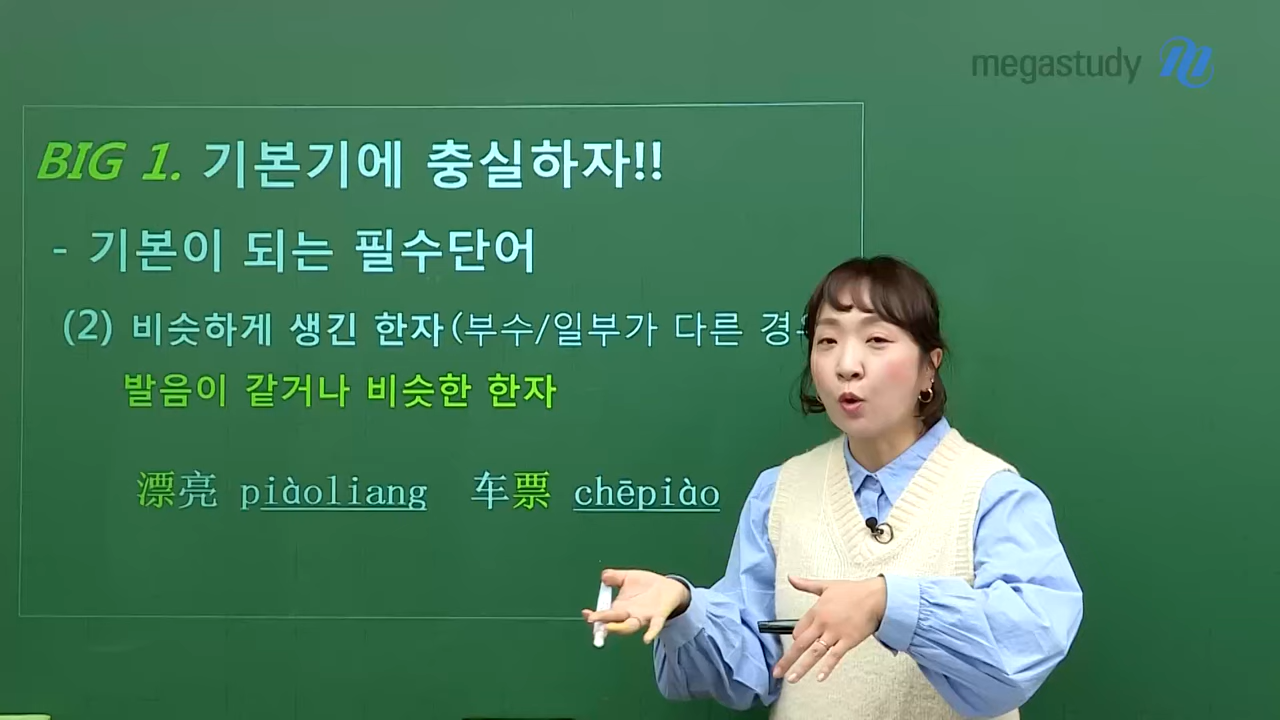 megastudy
BIG 1. 기본기에 충실하자!!
- 기본이 되는 필수단어
(2) 비슷하게 생긴 한자(부수/일부가 다른
발음이 같거나 비슷한 한자
漂亮 piàoliang 车票 chēpiào